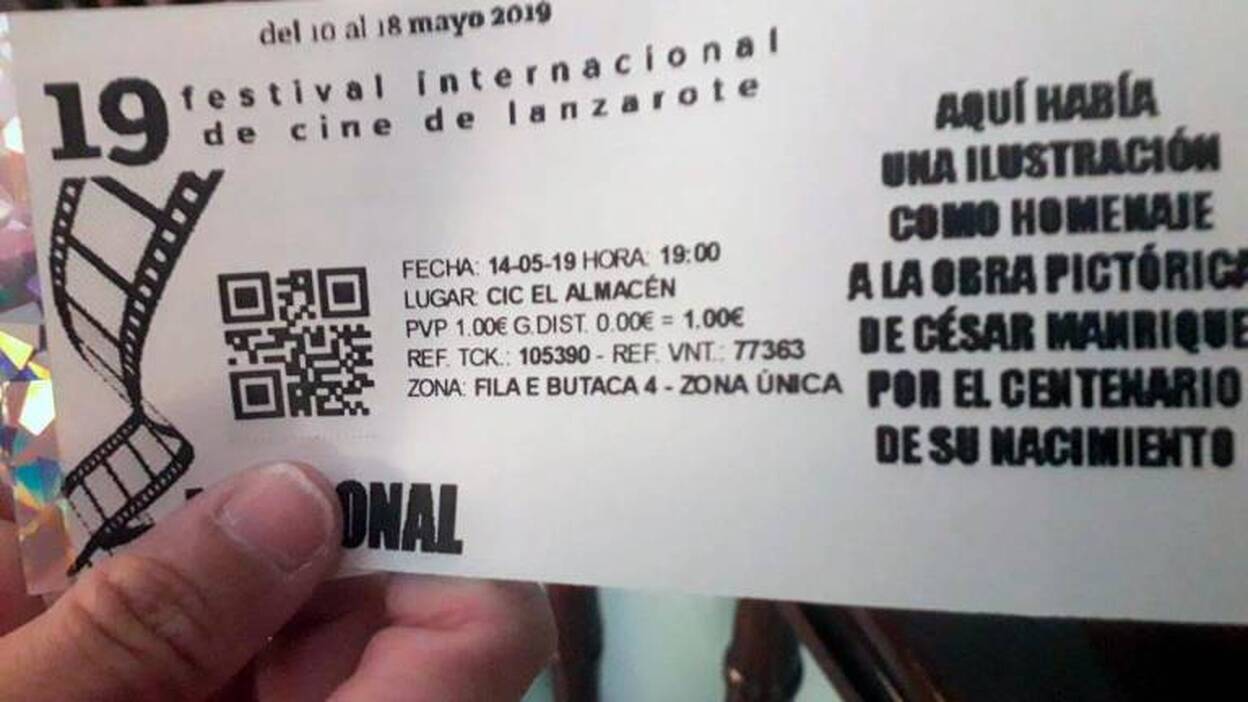 del 10 al 18 mayo 2019
19 festival internacional
de cine de lanzarote
FECHA: 14-05-19 HORA: 19:00
LUGAR: CIC EL ALMACÉN
PVP 1.00€ G.DIST. 0.00€ = 1.00€
REF. TCK.: 105390 - REF. VNT.: 77363
ZONA: FILA E BUTACA 4 - ZONA ÚNICA
AQUÍ HABÍA
UNA ILUSTRACIÓN
COMO HOMENAJE
A LA OBRA PICTÓRICA
DE CÉSAR MANRIQUE
POR EL CENTENARIO
DE SU NACIMIENTO